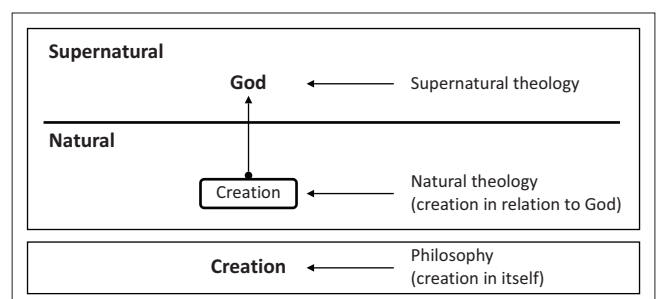 Supernatural
God
Supernatural theology
Natural
Creation
Natural theology
(creation in relation to God)
Creation
Philosophy
(creation in itself)